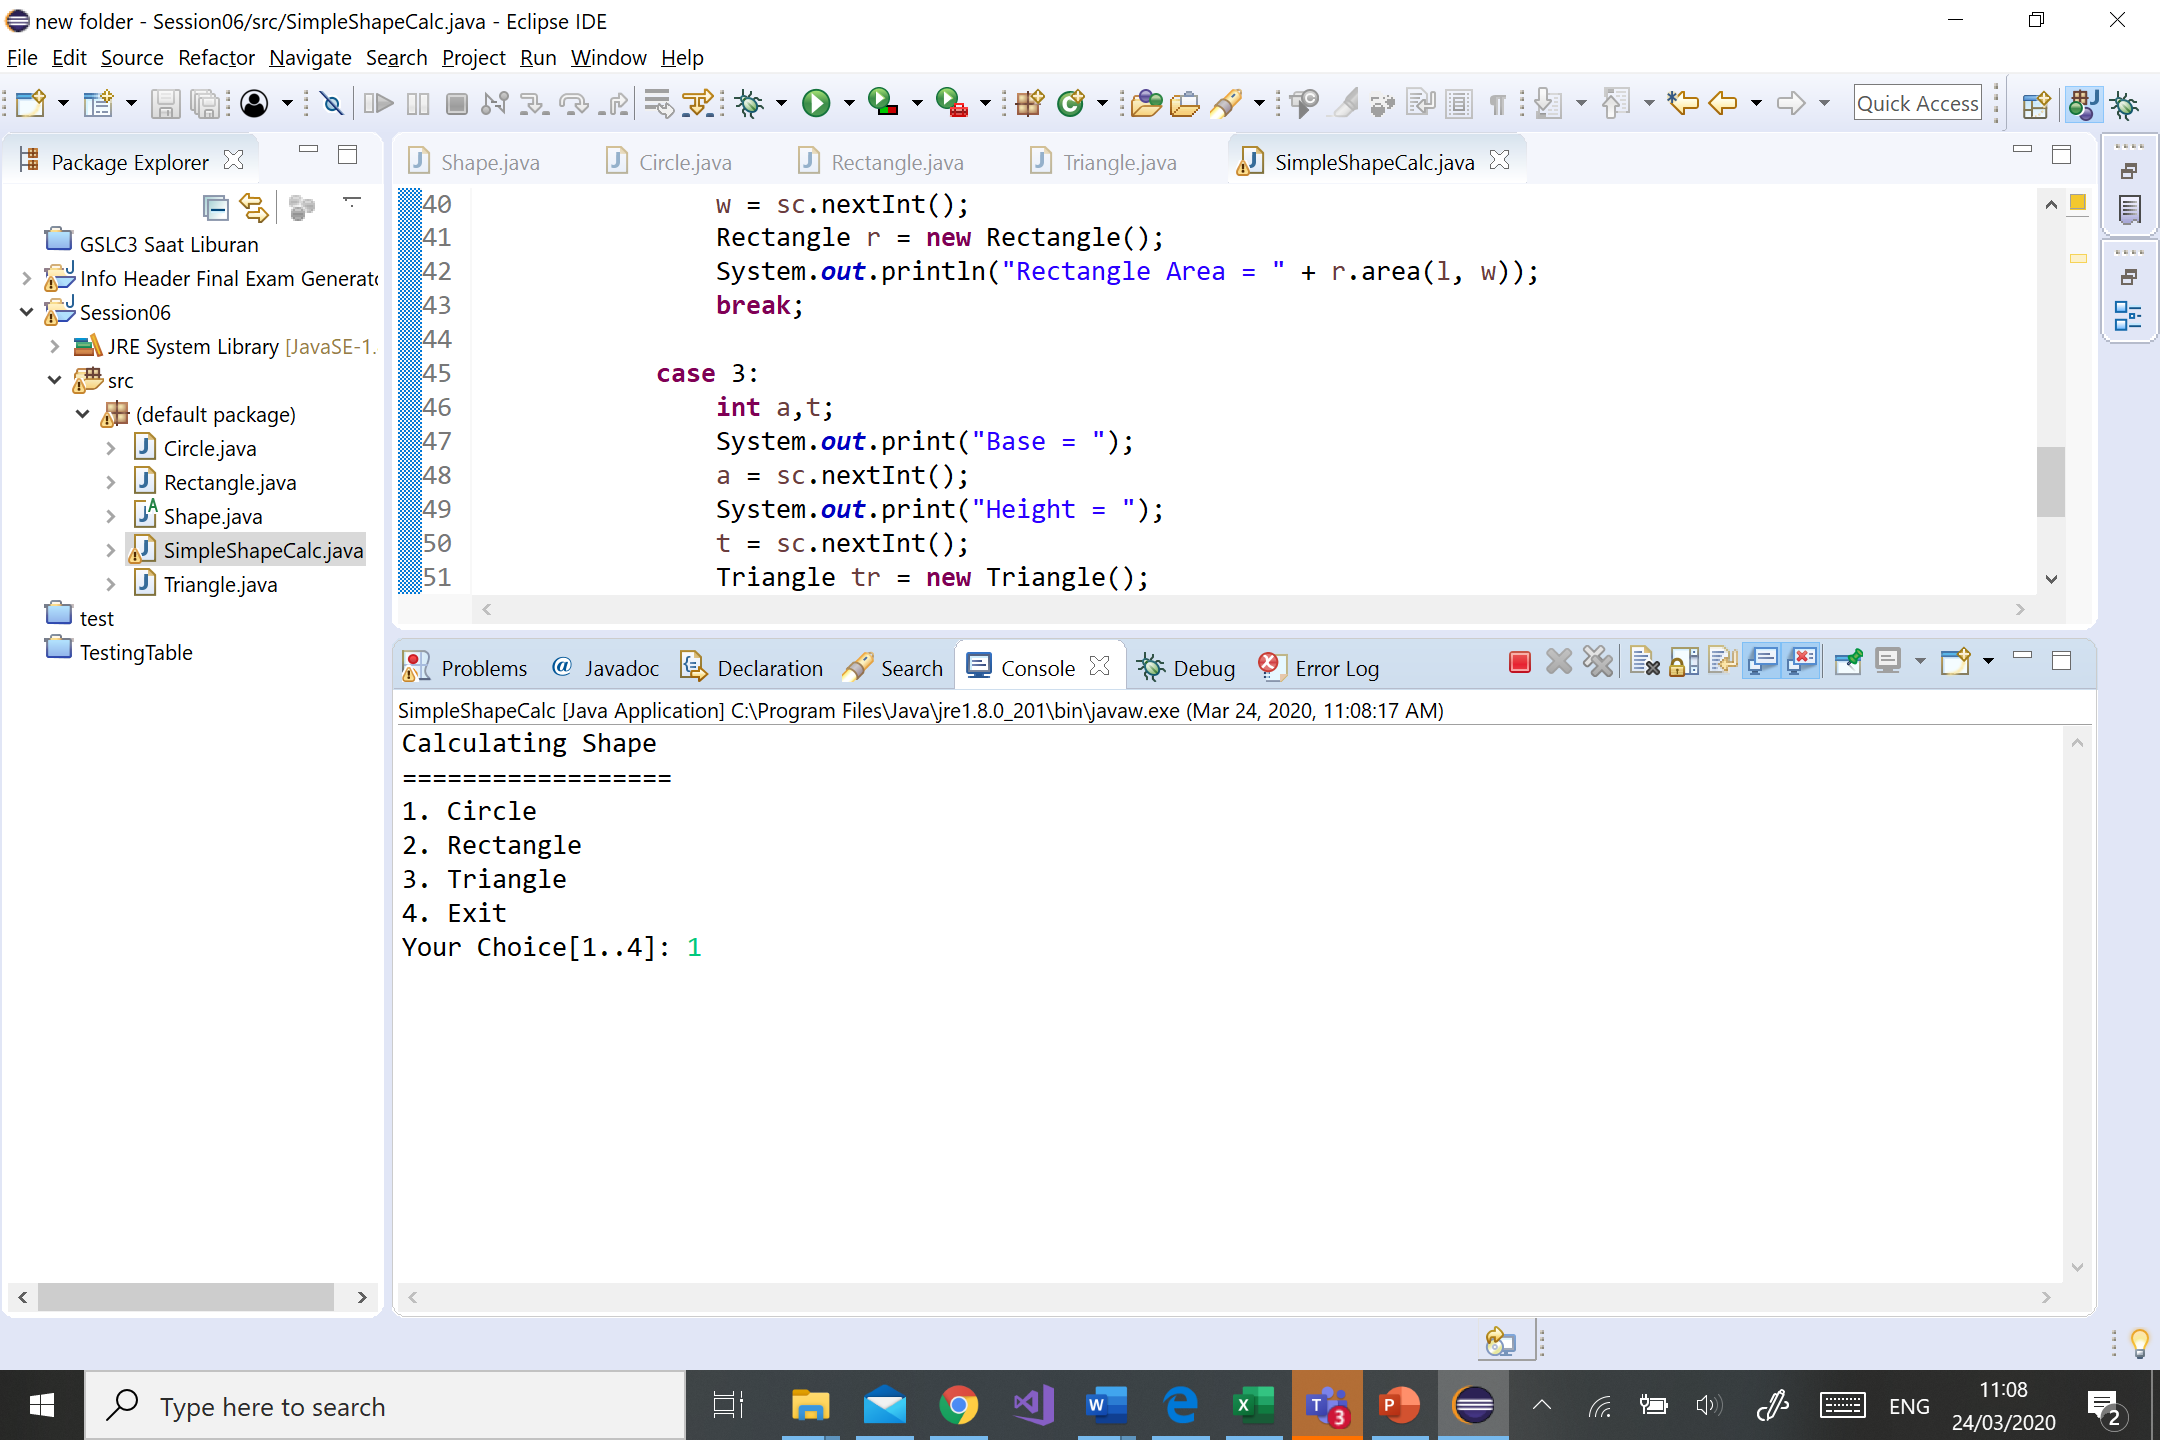 new folder - Session06/src/SimpleShapeCalc.java - Eclipse IDE
File Edit Source Refactor Navigate Search Project Run Window Help
Quick Access
Package Explorer
Shape.java Circle.java Rectangle.java Triangle.java SimpleShapeCalc.java
GSLC3 Saat Liburan
Info Header Final Exam Generato
Session06
JRE System Library [JavaSE-1.
src
(default package)
Circle.java
Rectangle.java
Shape.java
SimpleShapeCalc.java
Triangle.java
test
TestingTable
40 w = sc.nextInt();
41 Rectangle r = new Rectangle();
42 System.out.println("Rectangle Area = " + r.area(l, w));
43 break;
44
45 case 3:
46 int a,t;
47 System.out.print("Base = ");
48 a = sc.nextInt();
49 System.out.print("Height = ");
50 t = sc.nextInt();
51 Triangle tr = new Triangle();
Problems @ Javadoc Declaration Search Console Debug Error Log
SimpleShapeCalc [Java Application] C:\Program Files\Java\jre1.8.0_201\bin\javaw.exe (Mar 24, 2020, 11:08:17 AM)
Calculating Shape
==================
1. Circle
2. Rectangle
3. Triangle
4. Exit
Your Choice[1..4]: 1
Type here to search
ENG
11:08
24/03/2020
3
2